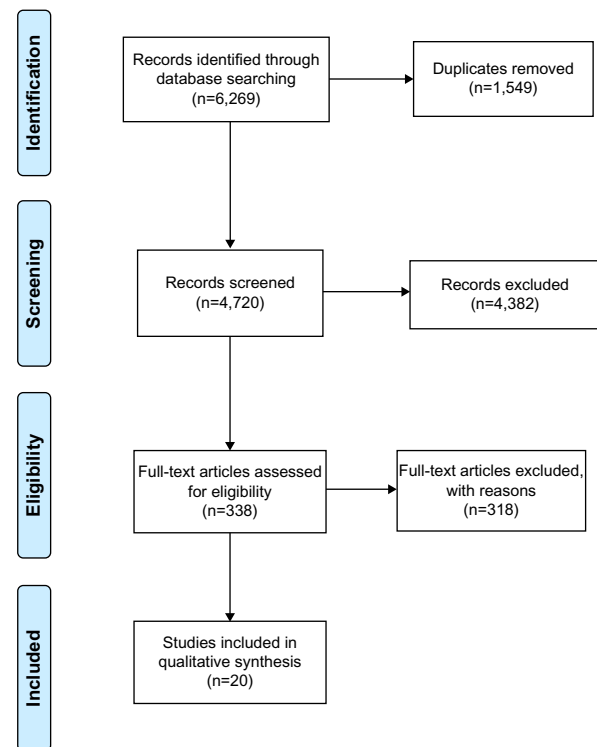 Identification
Records identified through
database searching
(n=6,269)
Duplicates removed
(n=1,549)
Screening
Records screened
(n=4,720)
Records excluded
(n=4,382)
Eligibility
Full-text articles assessed
for eligibility
(n=338)
Full-text articles excluded,
with reasons
(n=318)
Included
Studies included in
qualitative synthesis
(n=20)